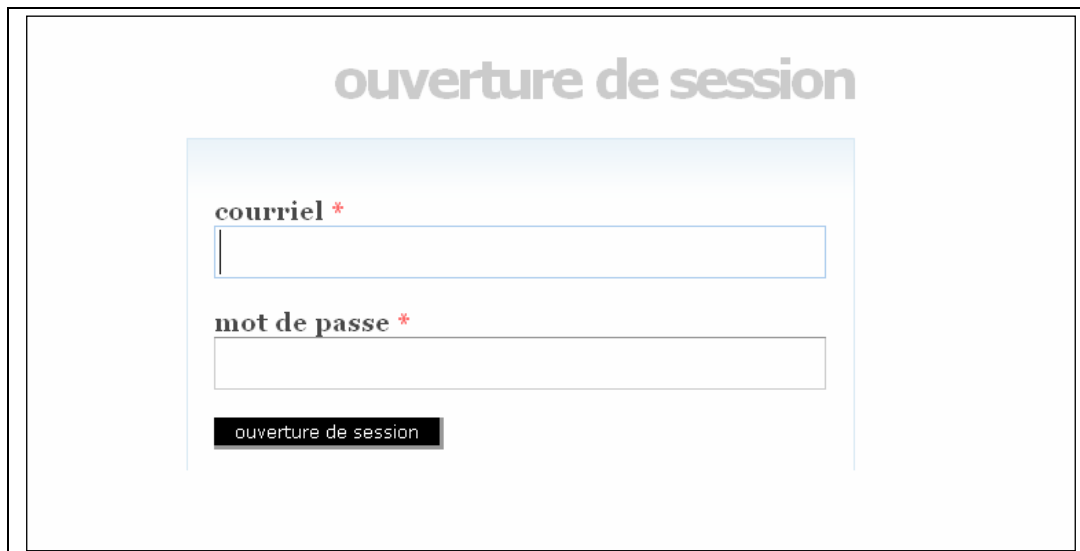 ouverture de session
courriel *
mot de passe *
ouverture de session